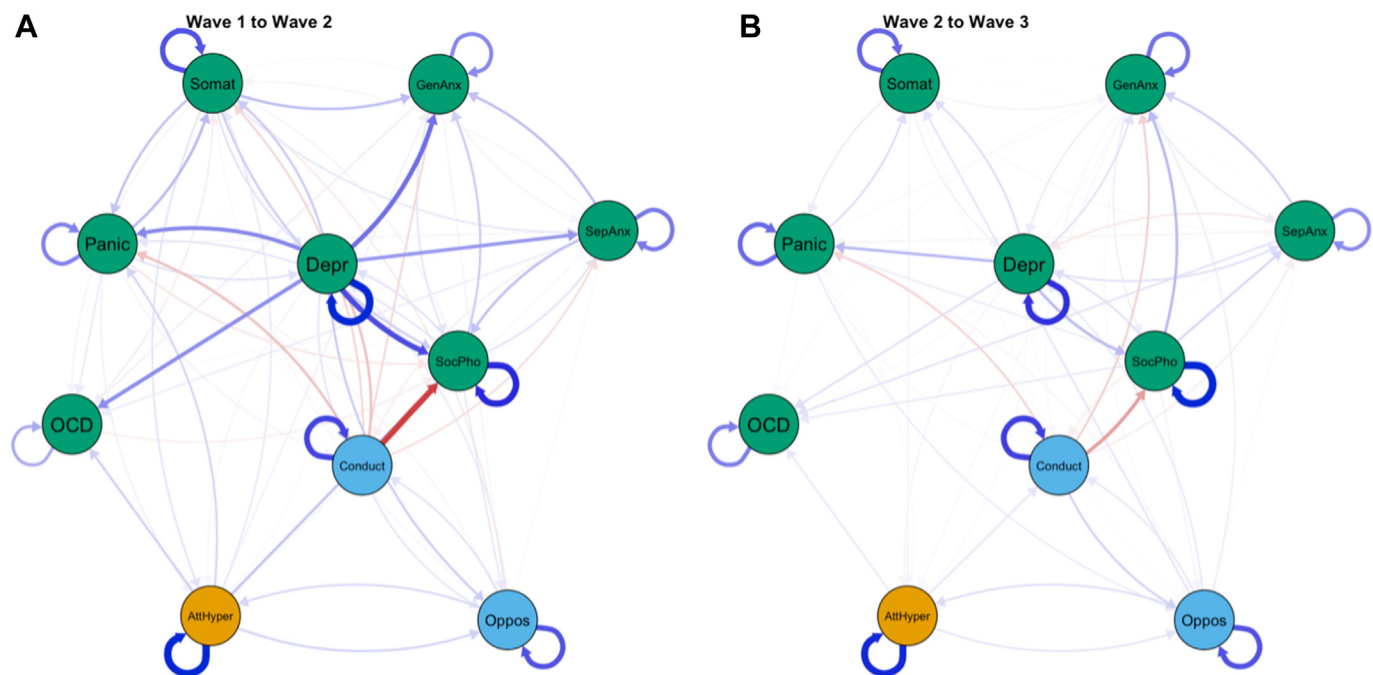 A
Wave 1 to Wave 2
Somat
GenAnx
Panic
Depr
SepAnx
SocPho
OCD
Conduct
AttHyper
Oppos
B
Wave 2 to Wave 3
Somat
GenAnx
Panic
Depr
SepAnx
SocPho
OCD
Conduct
AttHyper
Oppos